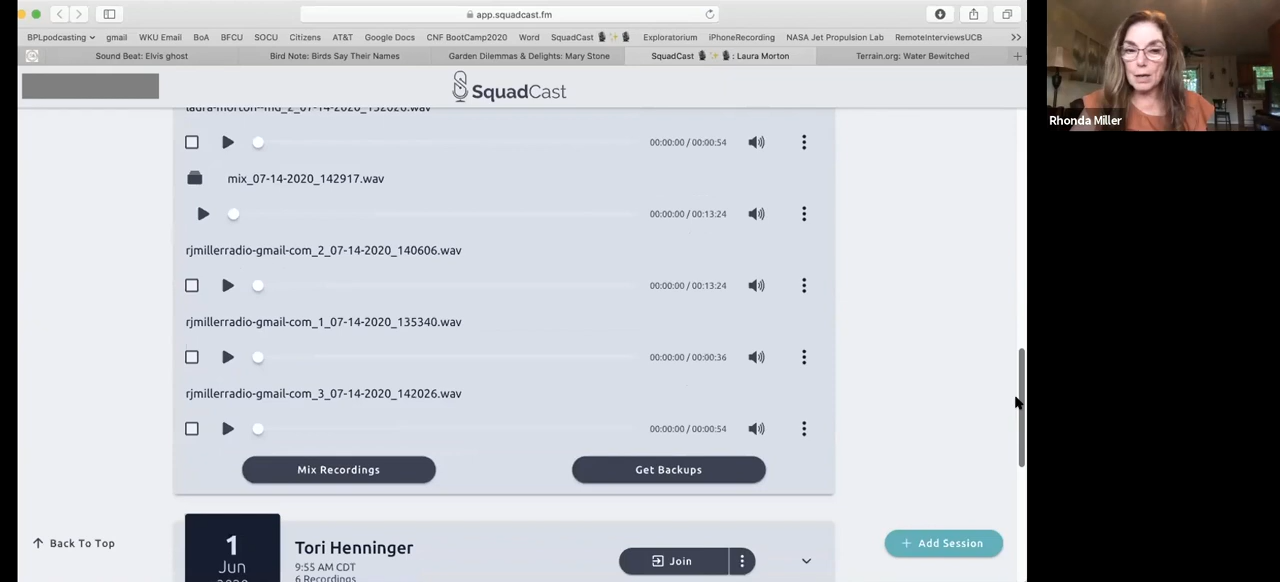 app.squadcast.fm
BPLpodcasting gmail WKU Email BoA BFCU SOCU Citizens AT&T Google Docs CNF BootCamp2020 Word SquadCast Exploratorium iPhoneRecording NASA Jet Propulsion Lab RemoteInterviewsUCB
Sound Beat: Elvis ghost Bird Note: Birds Say Their Names Garden Dilemmas & Delights: Mary Stone SquadCast : Laura Morton Terrain.org: Water Bewitched
SquadCast
00:00:00 / 00:00:54
mix_07-14-2020_142917.wav
00:00:00 / 00:13:24
rjmillerradio-gmail-com_2_07-14-2020_140606.wav
00:00:00 / 00:13:24
rjmillerradio-gmail-com_1_07-14-2020_135340.wav
00:00:00 / 00:00:36
rjmillerradio-gmail-com_3_07-14-2020_142026.wav
00:00:00 / 00:00:54
Mix Recordings Get Backups
Back To Top
1
Jun
Tori Henninger
9:55 AM CDT
6 Recordings
Join
+ Add Session
Rhonda Miller